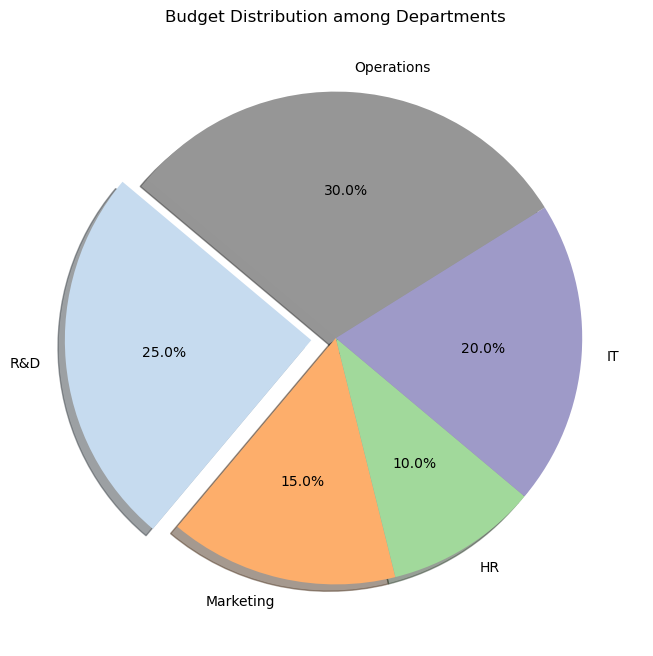 Budget Distribution among Departments
Operations
30.0%
R&D
25.0%
20.0%
IT
15.0%
10.0%
HR
Marketing